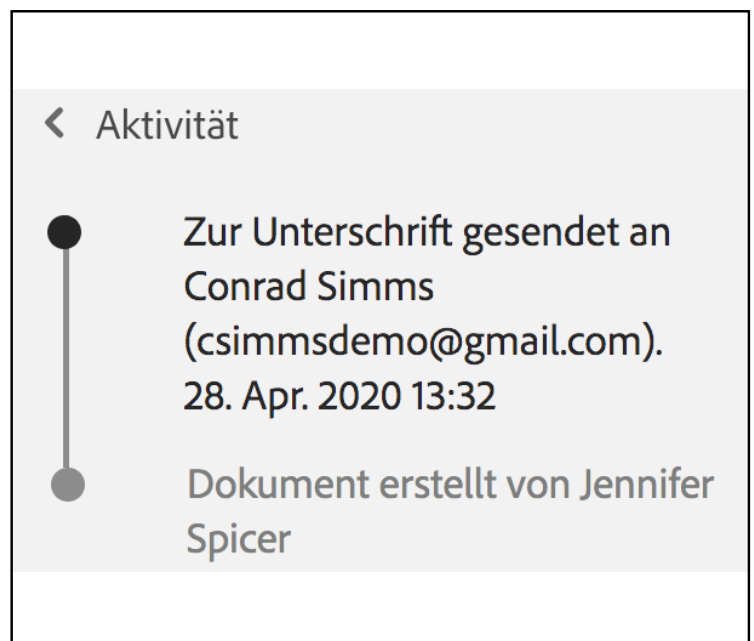 Aktivität
Zur Unterschrift gesendet an
Conrad Simms
(csimmsdemo@gmail.com).
28. Apr. 2020 13:32
Dokument erstellt von Jennifer
Spicer